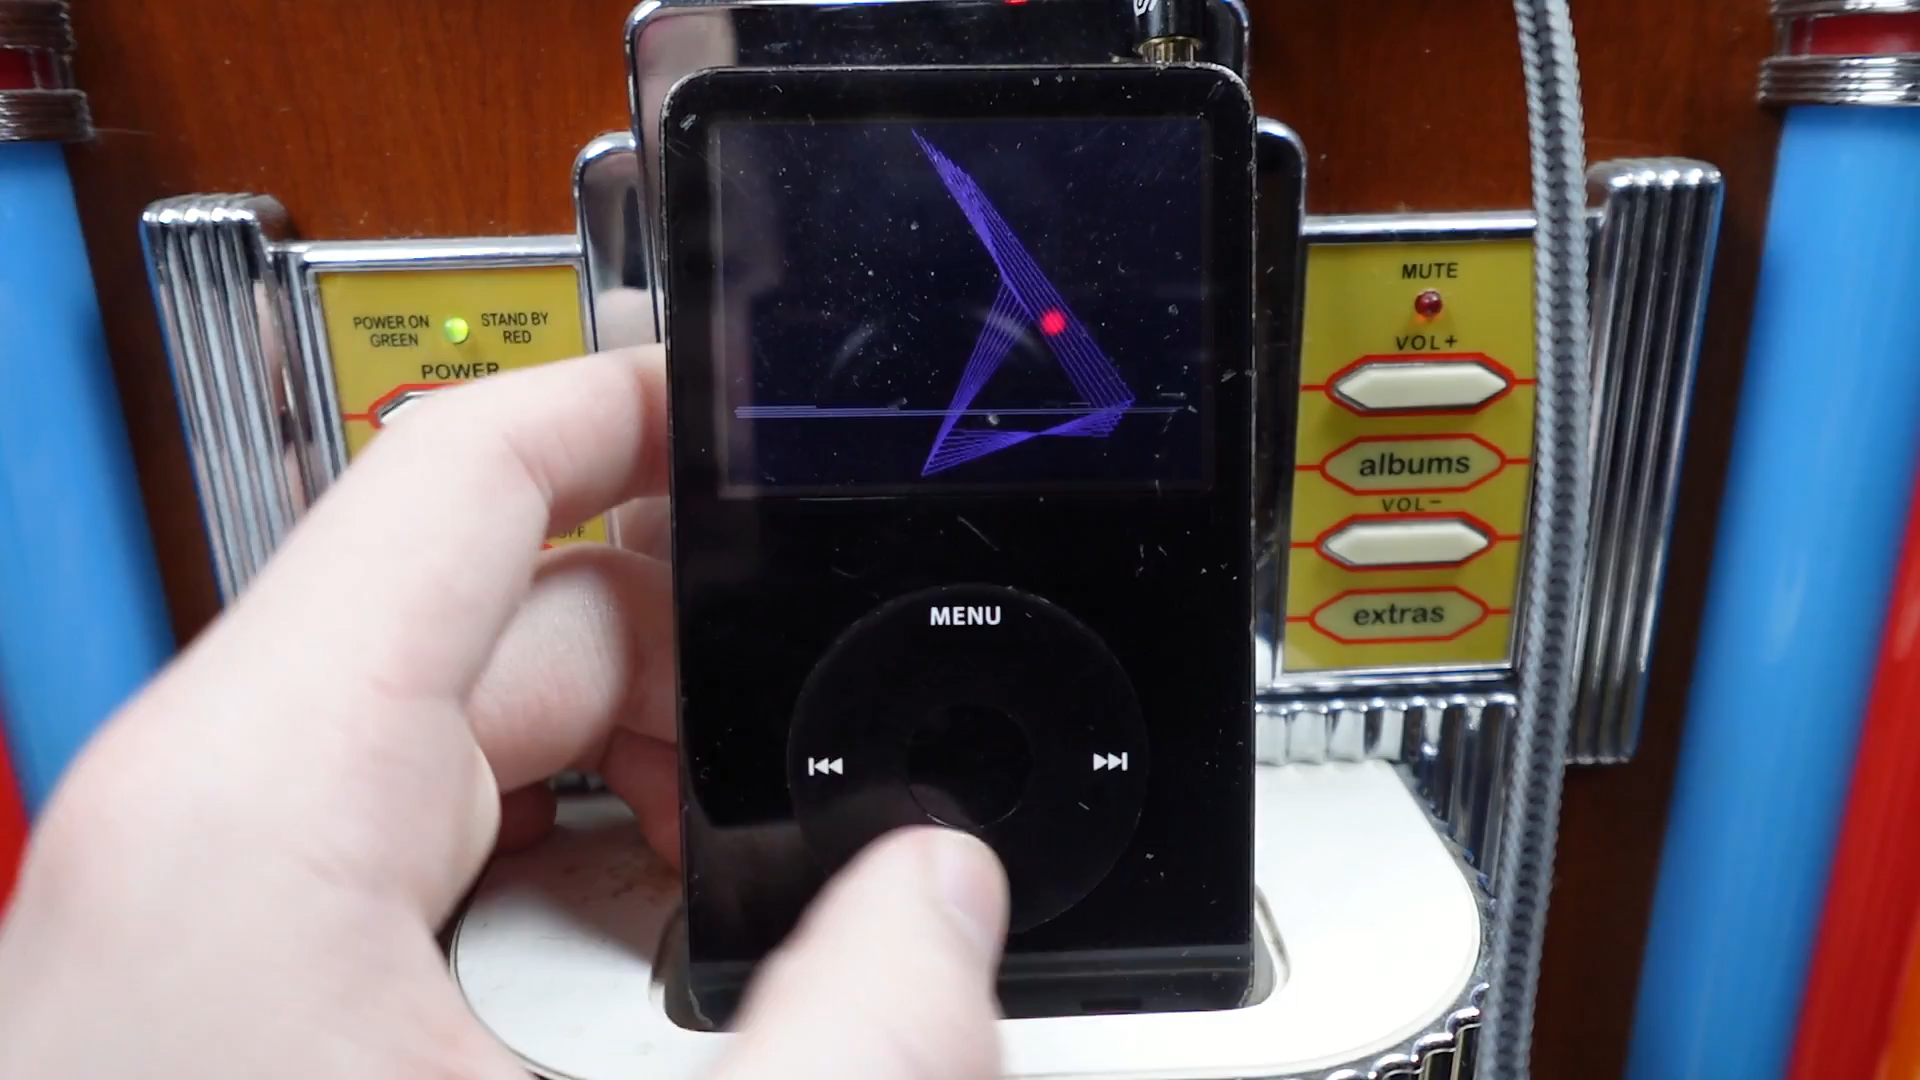 POWER ON
GREEN
STAND BY
RED
POWER
MUTE
VOL+
albums
VOL-
extras
MENU